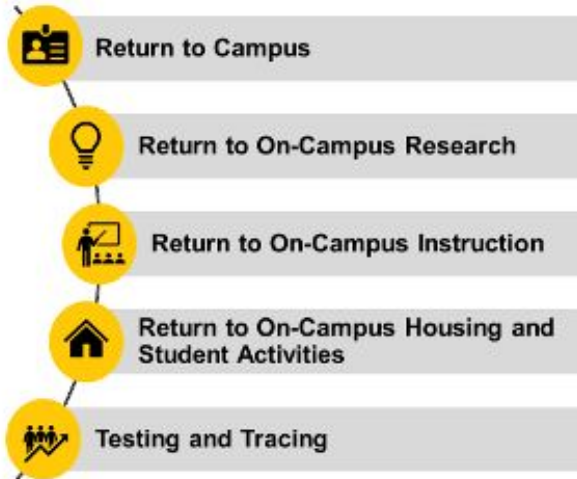 Return to Campus
Return to On-Campus Research
Return to On-Campus Instruction
Return to On-Campus Housing and
Student Activities
Testing and Tracing